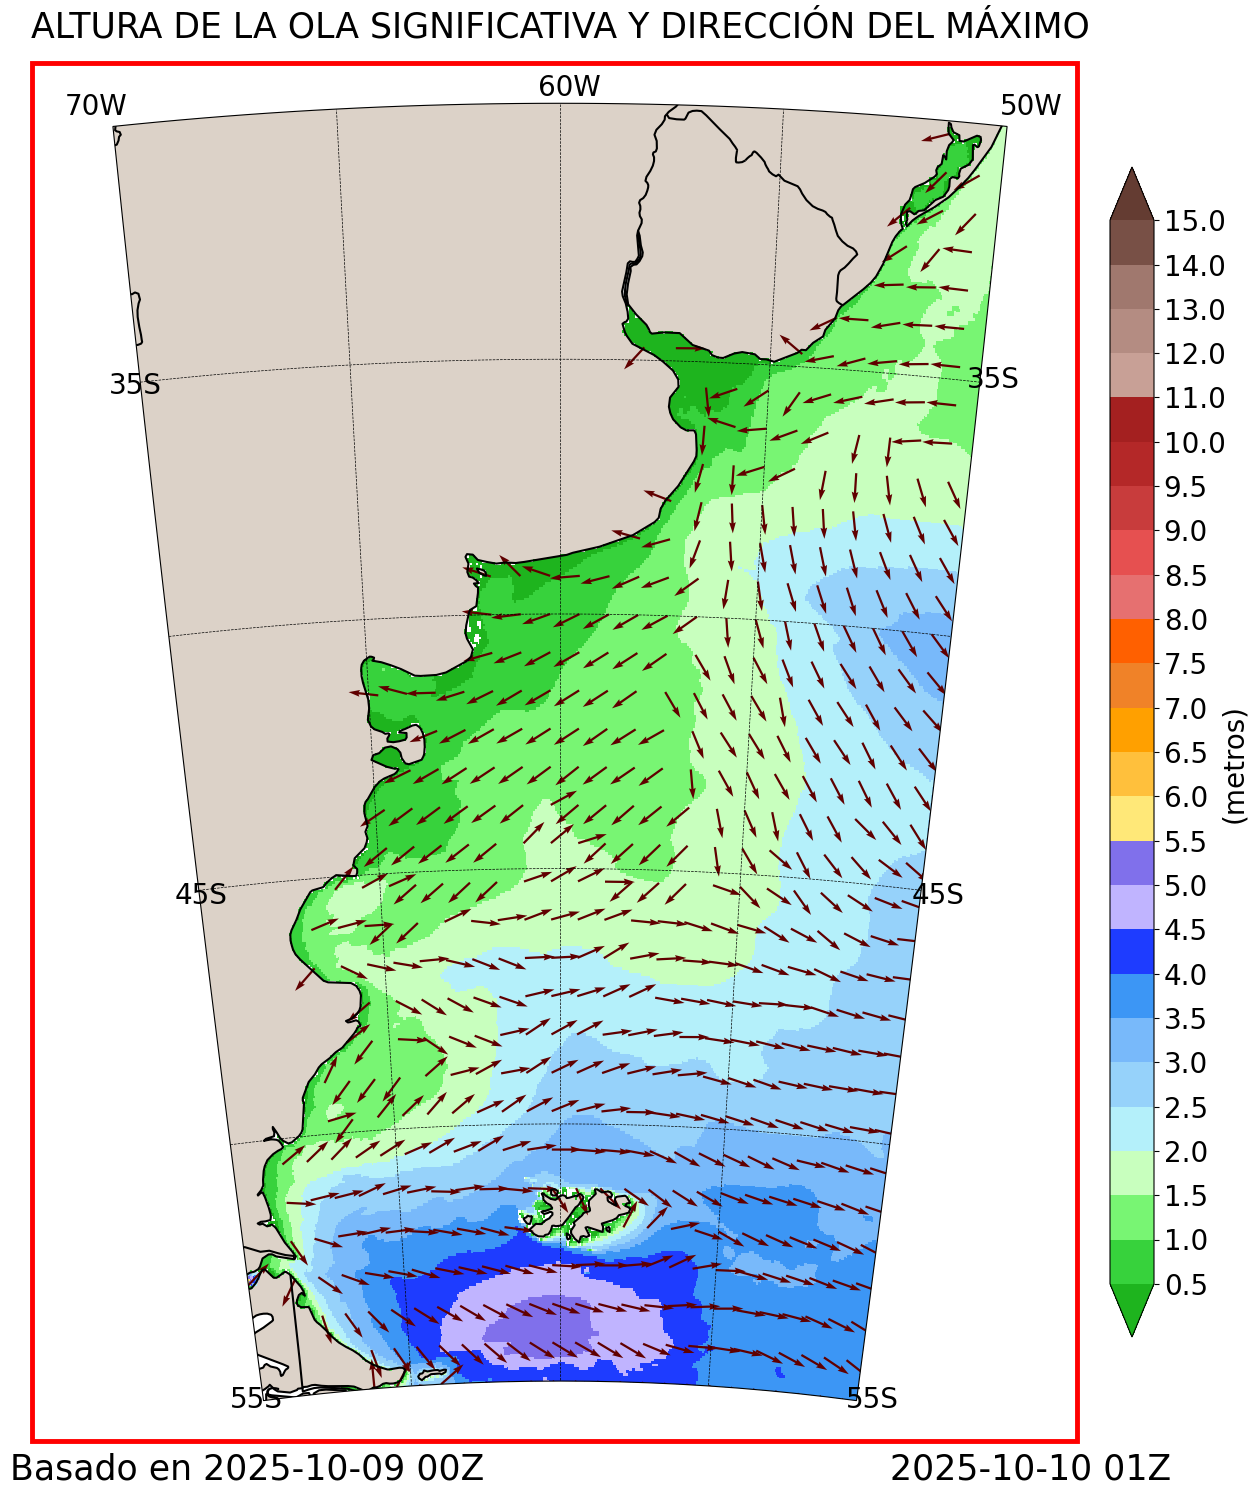 ALTURA DE LA OLA SIGNIFICATIVA Y DIRECCIÓN DEL MÁXIMO
70W
60W
50W
35S
35S
45S
45S
55S
55S
15.0
14.0
13.0
12.0
11.0
10.0
9.5
9.0
8.5
8.0
7.5
7.0
6.5
6.0
5.5
5.0
4.5
4.0
3.5
3.0
2.5
2.0
1.5
1.0
0.5
(metros)
Basado en 2025-10-09 00Z
2025-10-10 01Z